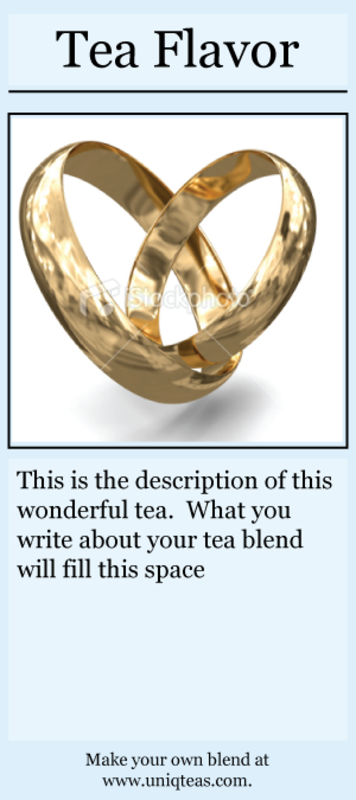 Tea Flavor
iStockphoto
This is the description of this
wonderful tea.  What you
write about your tea blend
will fill this space
Make your own blend at
www.uniqteas.com.